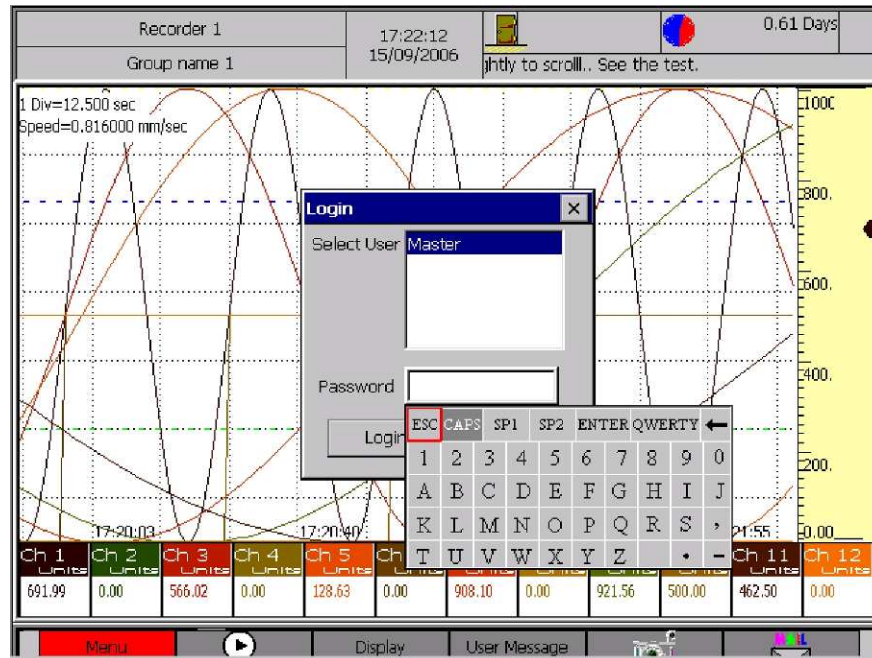 Recorder 1
Group name 1
17:22:12
15/09/2006
0.61 Days
ghtly to scrolll.. See the test.
1 Div=12.500 sec
Speed=0.816000 mm/sec
800.
600.
400.
200.
0.00
17:20:03
17:20:40
21:55
Login
Select User Master
Password
Login
ESC CAPS SP1 SP2 ENTER QWERTY ←
1 2 3 4 5 6 7 8 9 0
A B C D E F G H I J
K L M N O P Q R S ,
T U V W X Y Z . -
Ch 1 Ch 2 Ch 3 Ch 4 Ch 5 Ch Ch 11 Ch 12
Units Units Units Units Units Units Units
691.99 0.00 566.02 0.00 128.63 0.00 908.10 0.00 921.56 500.00 462.50 0.00
Menu Display User Message MAIL